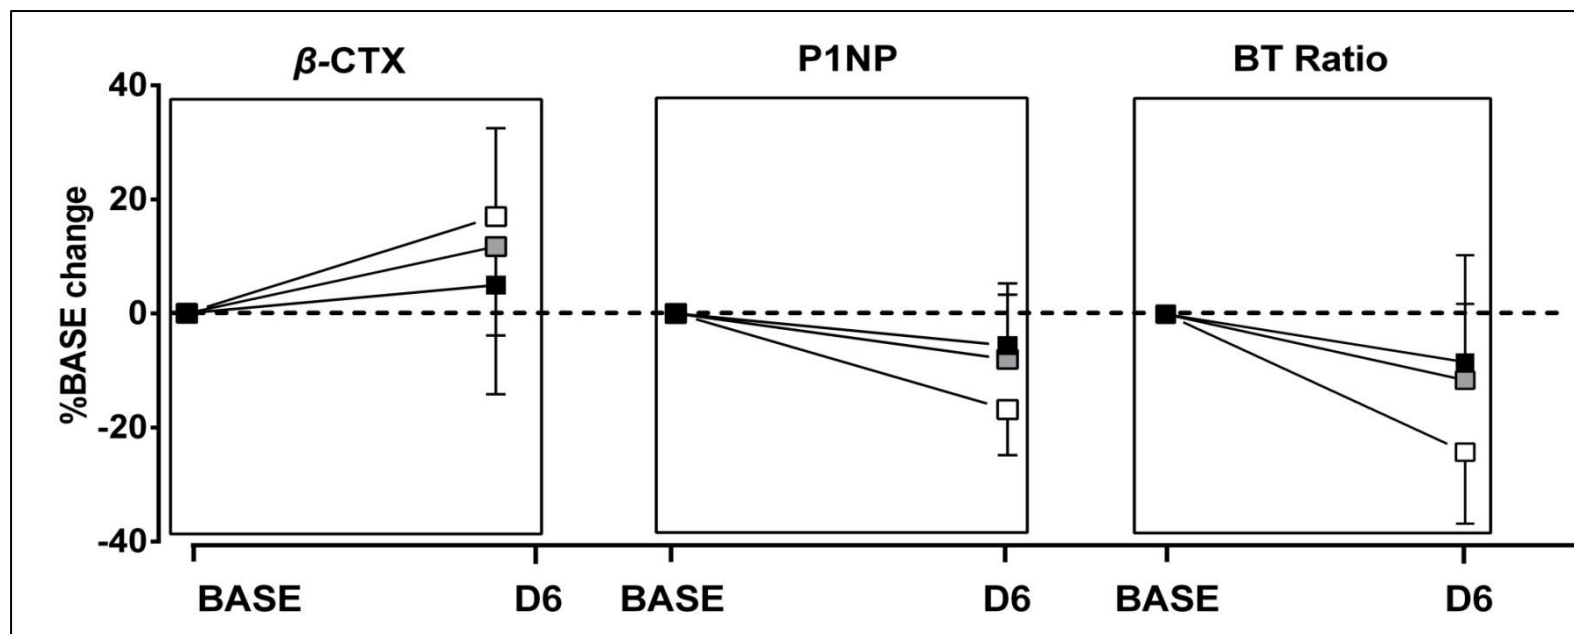 β-CTX P1NP BT Ratio
%BASE change
40
20
0
-20
-40
BASE D6 BASE D6 BASE D6